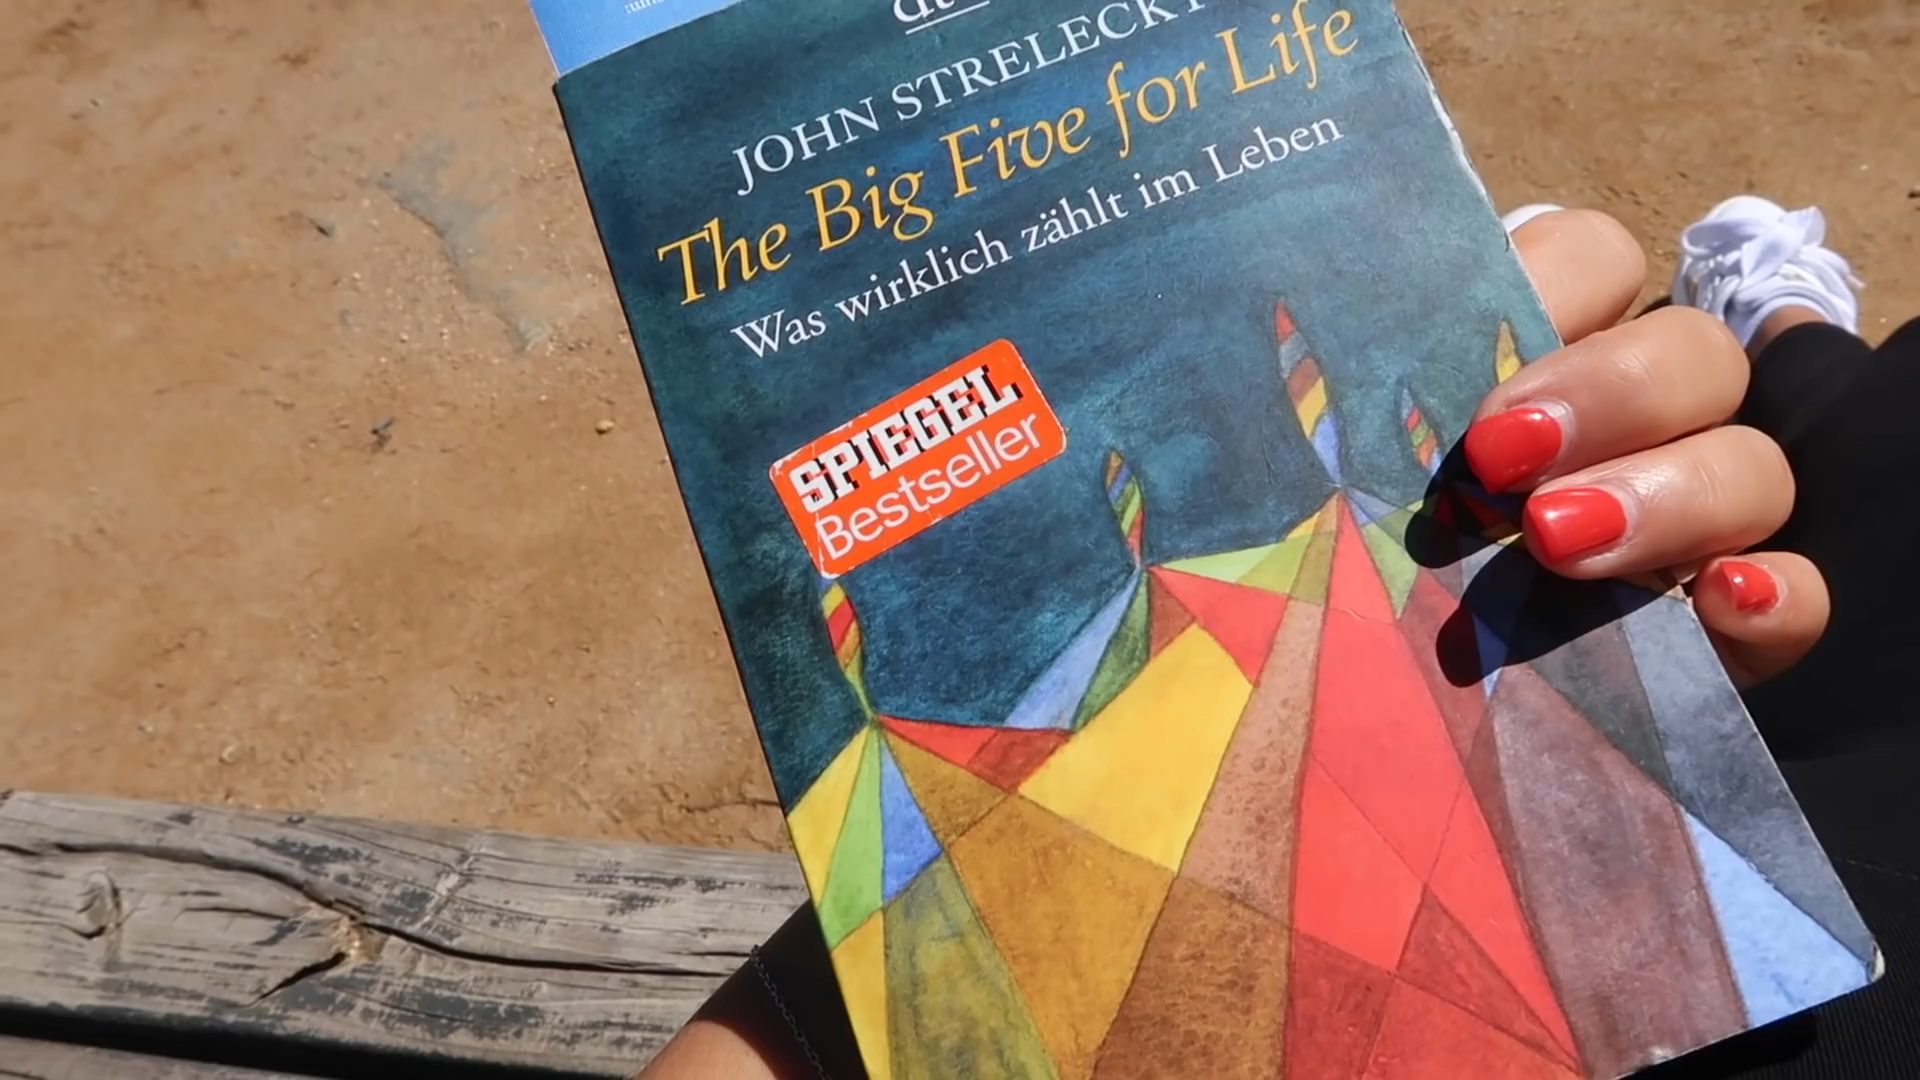 JOHN STRELECKY
The Big Five for Life
Was wirklich zählt im Leben
SPIEGEL
Bestseller